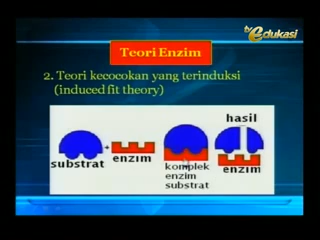 tv edukasi
Teori Enzim
2. Teori kecocokan yang terinduksi
(induced fit theory)
hasil
substrat + enzim
komplek
enzim
substrat
enzim